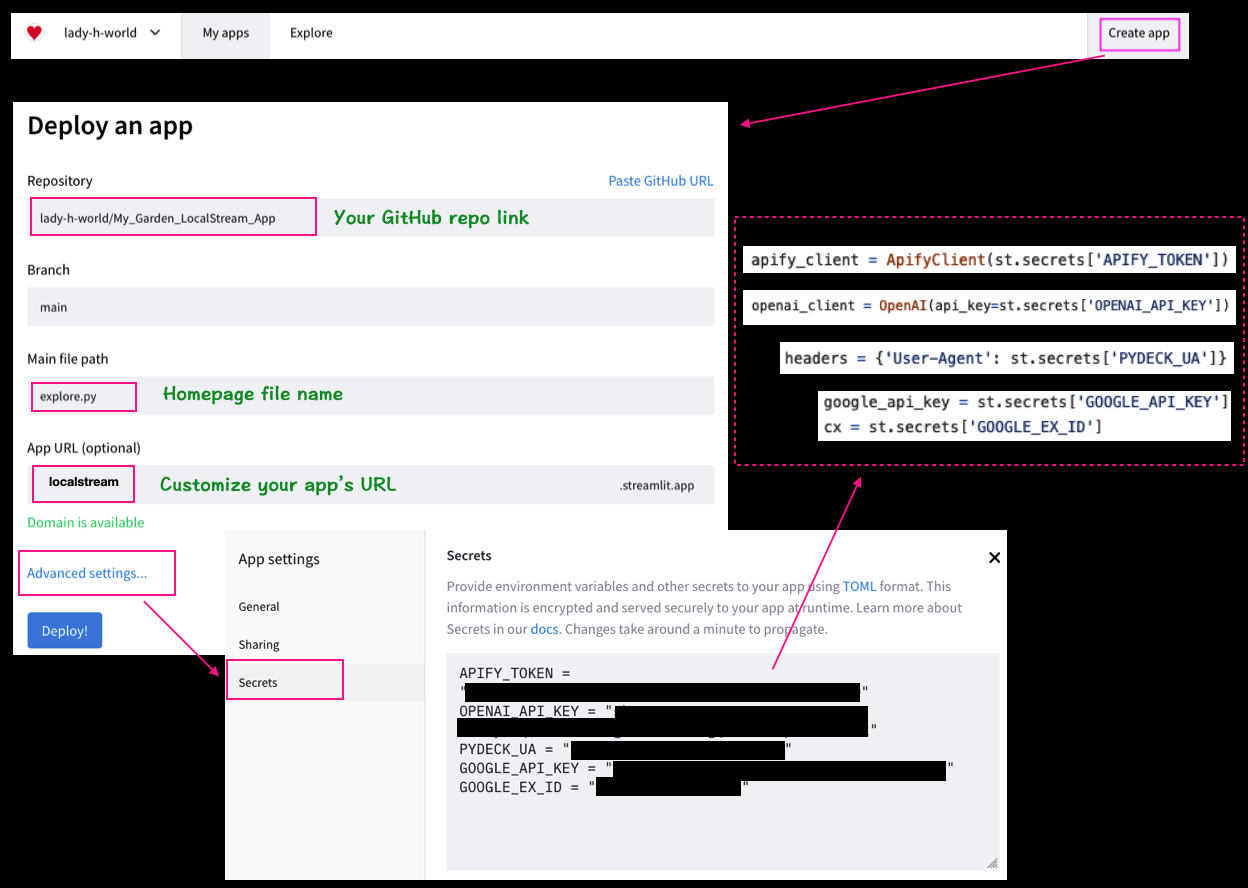 lady-h-world
My apps
Explore
Create app
Deploy an app
Repository
Paste GitHub URL
lady-h-world/My_Garden_LocalStream_App
Your GitHub repo link
Branch
main
Main file path
explore.py
Homepage file name
App URL (optional)
localstream
Customize your app's URL
.streamlit.app
Domain is available
Advanced settings...
Deploy!
apify_client = ApifyClient(st.secrets['APIFY_TOKEN'])
openai_client = OpenAI(api_key=st.secrets['OPENAI_API_KEY'])
headers = {'User-Agent': st.secrets['PYDECK_UA']}
google_api_key = st.secrets['GOOGLE_API_KEY']
cx = st.secrets['GOOGLE_EX_ID']
App settings
General
Sharing
Secrets
Secrets
Provide environment variables and other secrets to your app using TOML format. This
information is encrypted and served securely to your app at runtime. Learn more about
Secrets in our docs. Changes take around a minute to propagate.
APIFY_TOKEN =
" "
OPENAI_API_KEY = "
"
PYDECK_UA = " "
GOOGLE_API_KEY = " "
GOOGLE_EX_ID = " "